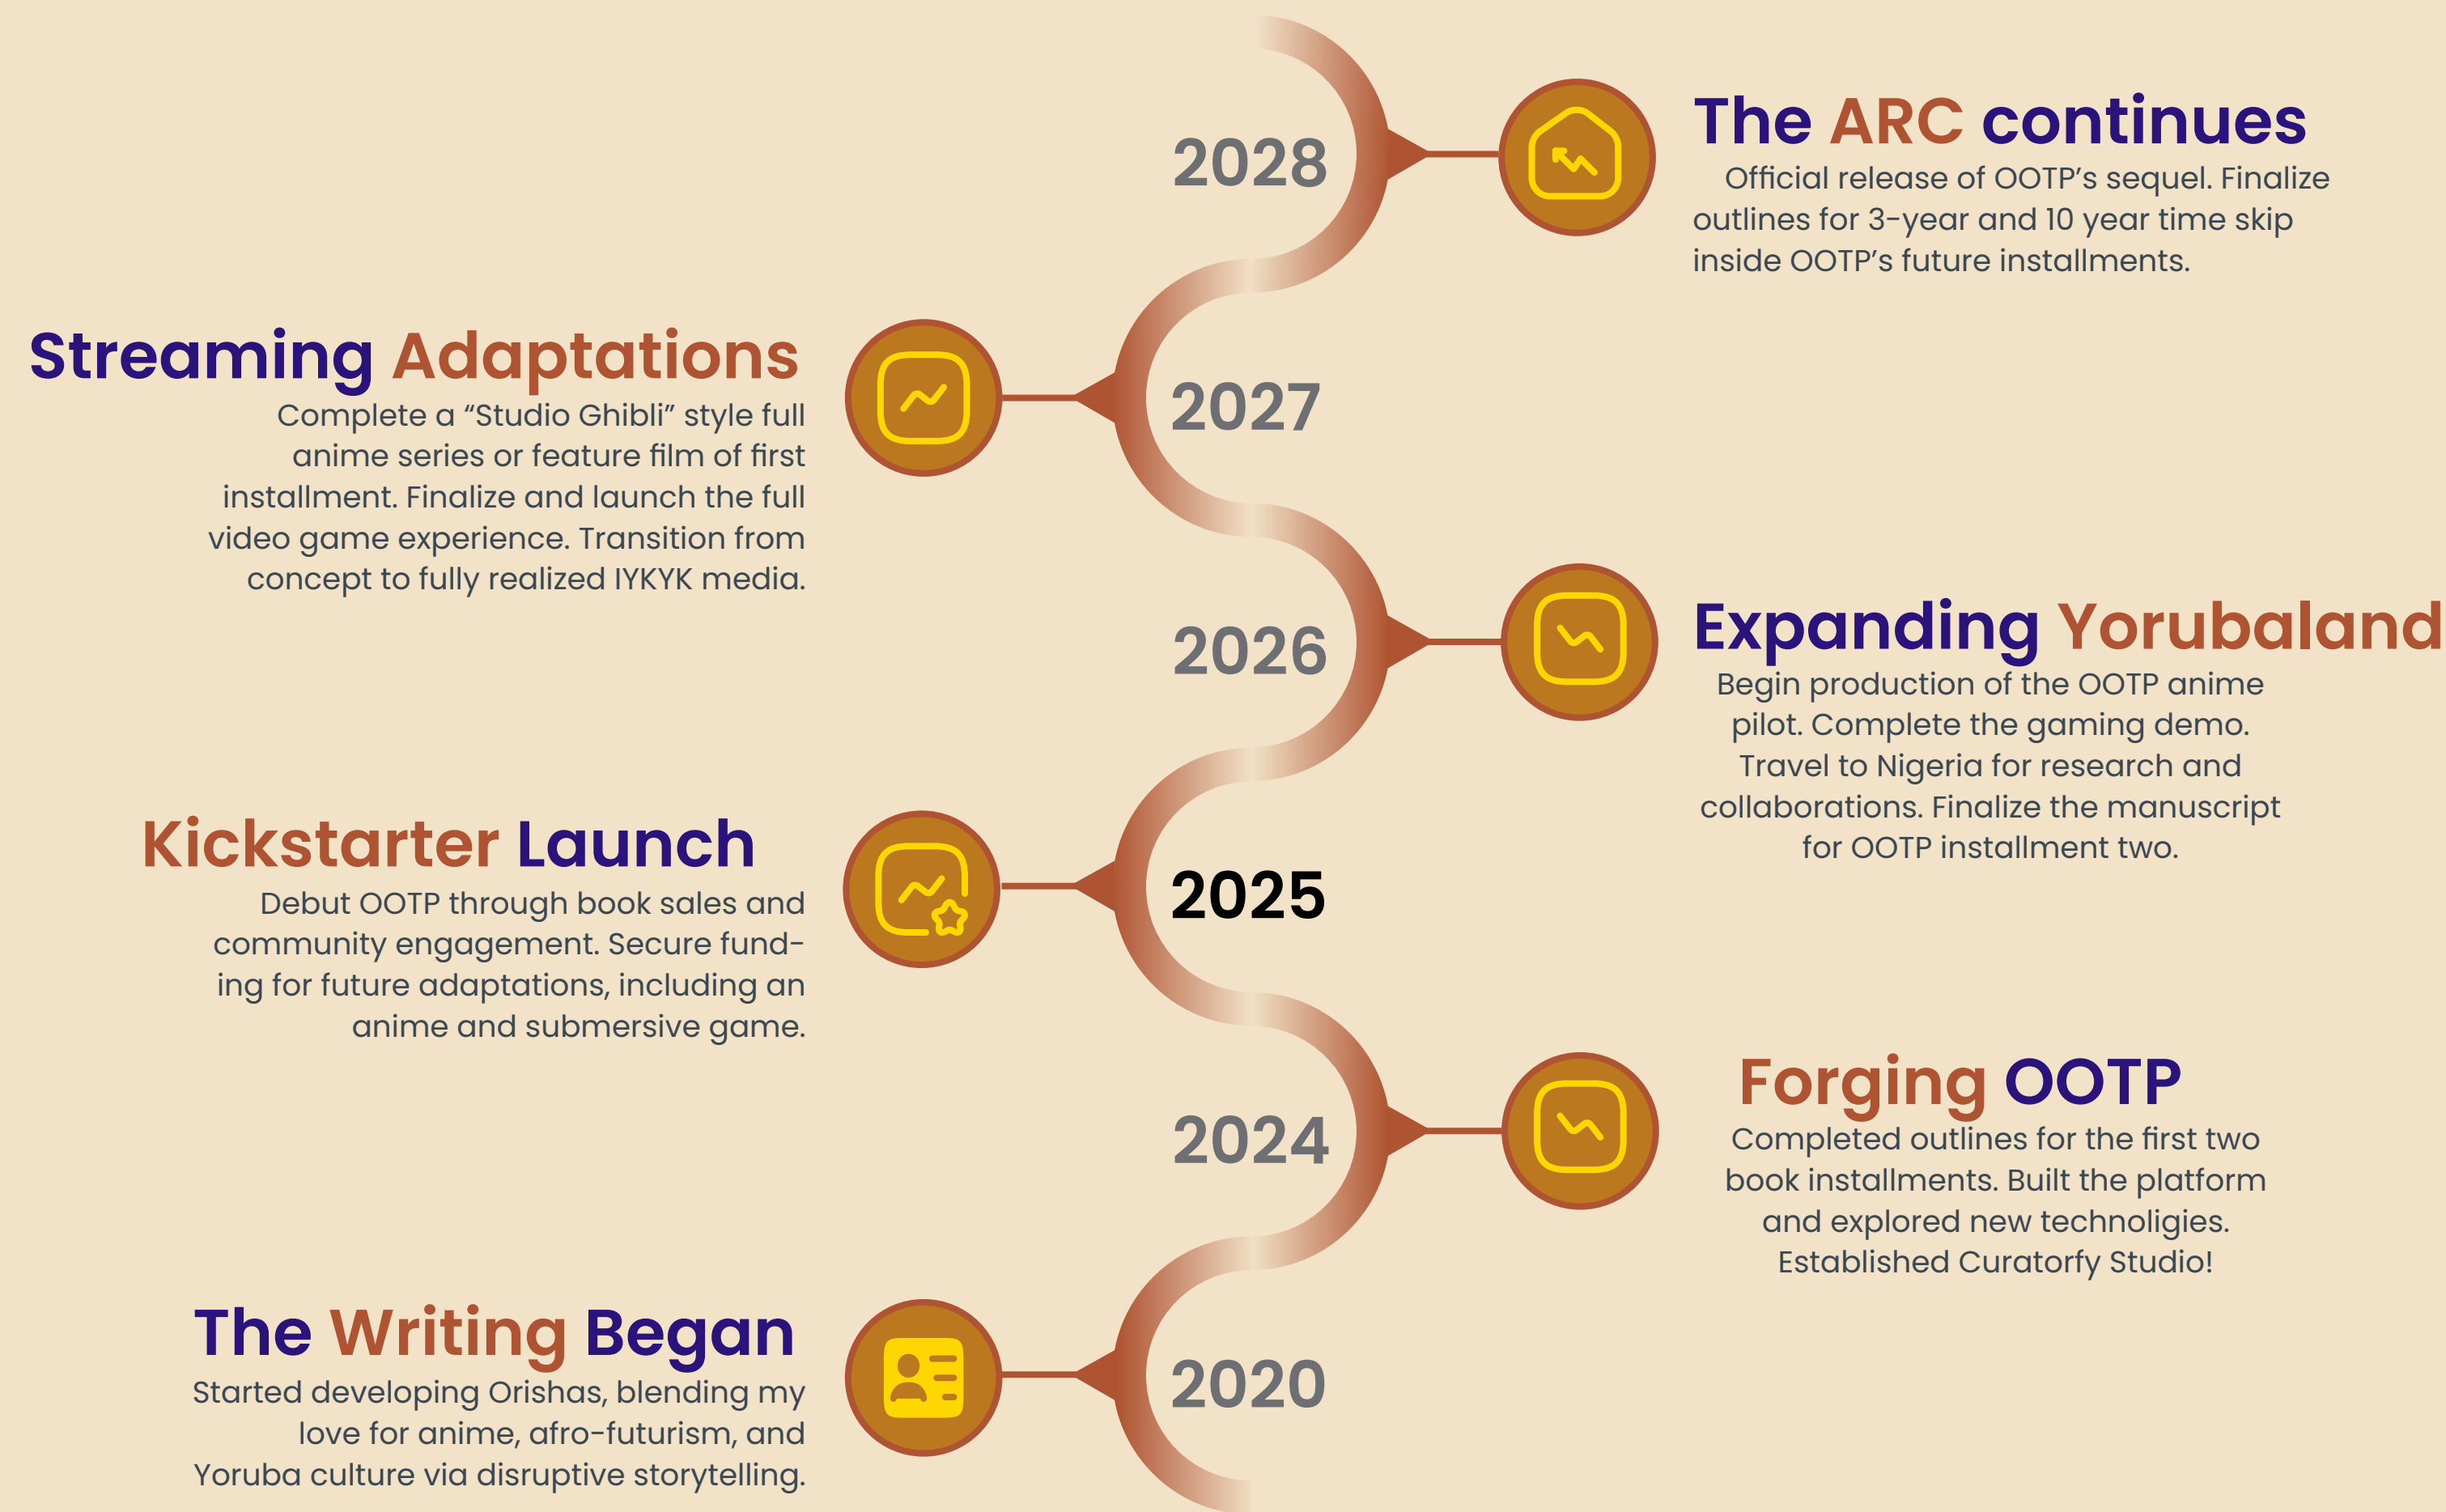 2028
The ARC continues
Official release of OOTP’s sequel. Finalize
outlines for 3-year and 10 year time skip
inside OOTP’s future installments.
Streaming Adaptations
Complete a “Studio Ghibli” style full
anime series or feature film of first
installment. Finalize and launch the full
video game experience. Transition from
concept to fully realized IYKYK media.
2027
2026
Expanding Yorubaland
Begin production of the OOTP anime
pilot. Complete the gaming demo.
Travel to Nigeria for research and
collaborations. Finalize the manuscript
for OOTP installment two.
Kickstarter Launch
Debut OOTP through book sales and
community engagement. Secure fund-
ing for future adaptations, including an
anime and submersive game.
2025
2024
Forging OOTP
Completed outlines for the first two
book installments. Built the platform
and explored new technoligies.
Established Curatorfy Studio!
The Writing Began
Started developing Orishas, blending my
love for anime, afro-futurism, and
Yoruba culture via disruptive storytelling.
2020